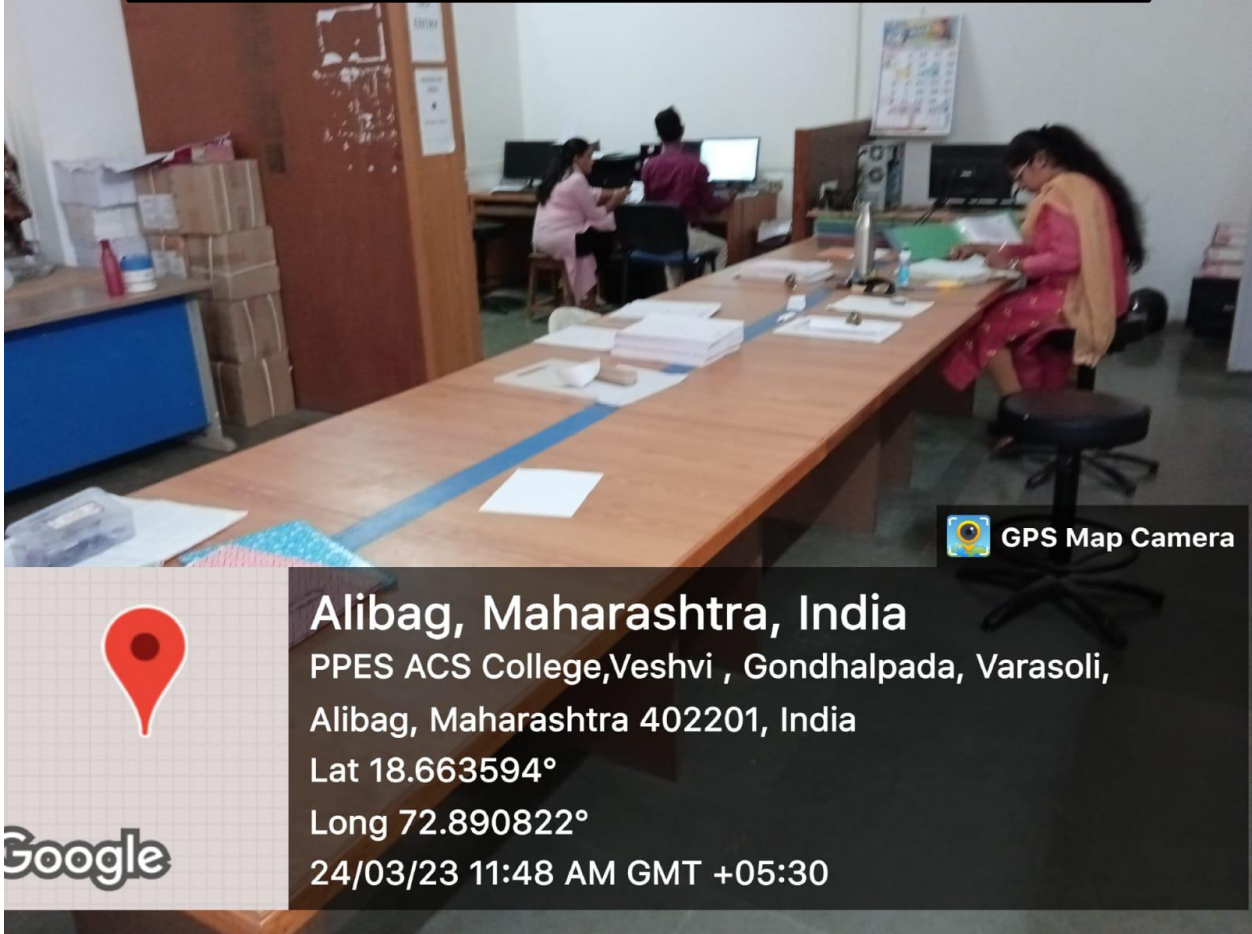 ENTRY
GPS Map Camera
Alibag, Maharashtra, India
PPES ACS College,Veshvi , Gondhalpada, Varasoli,
Alibag, Maharashtra 402201, India
Lat 18.663594°
Long 72.890822°
24/03/23 11:48 AM GMT +05:30
Google